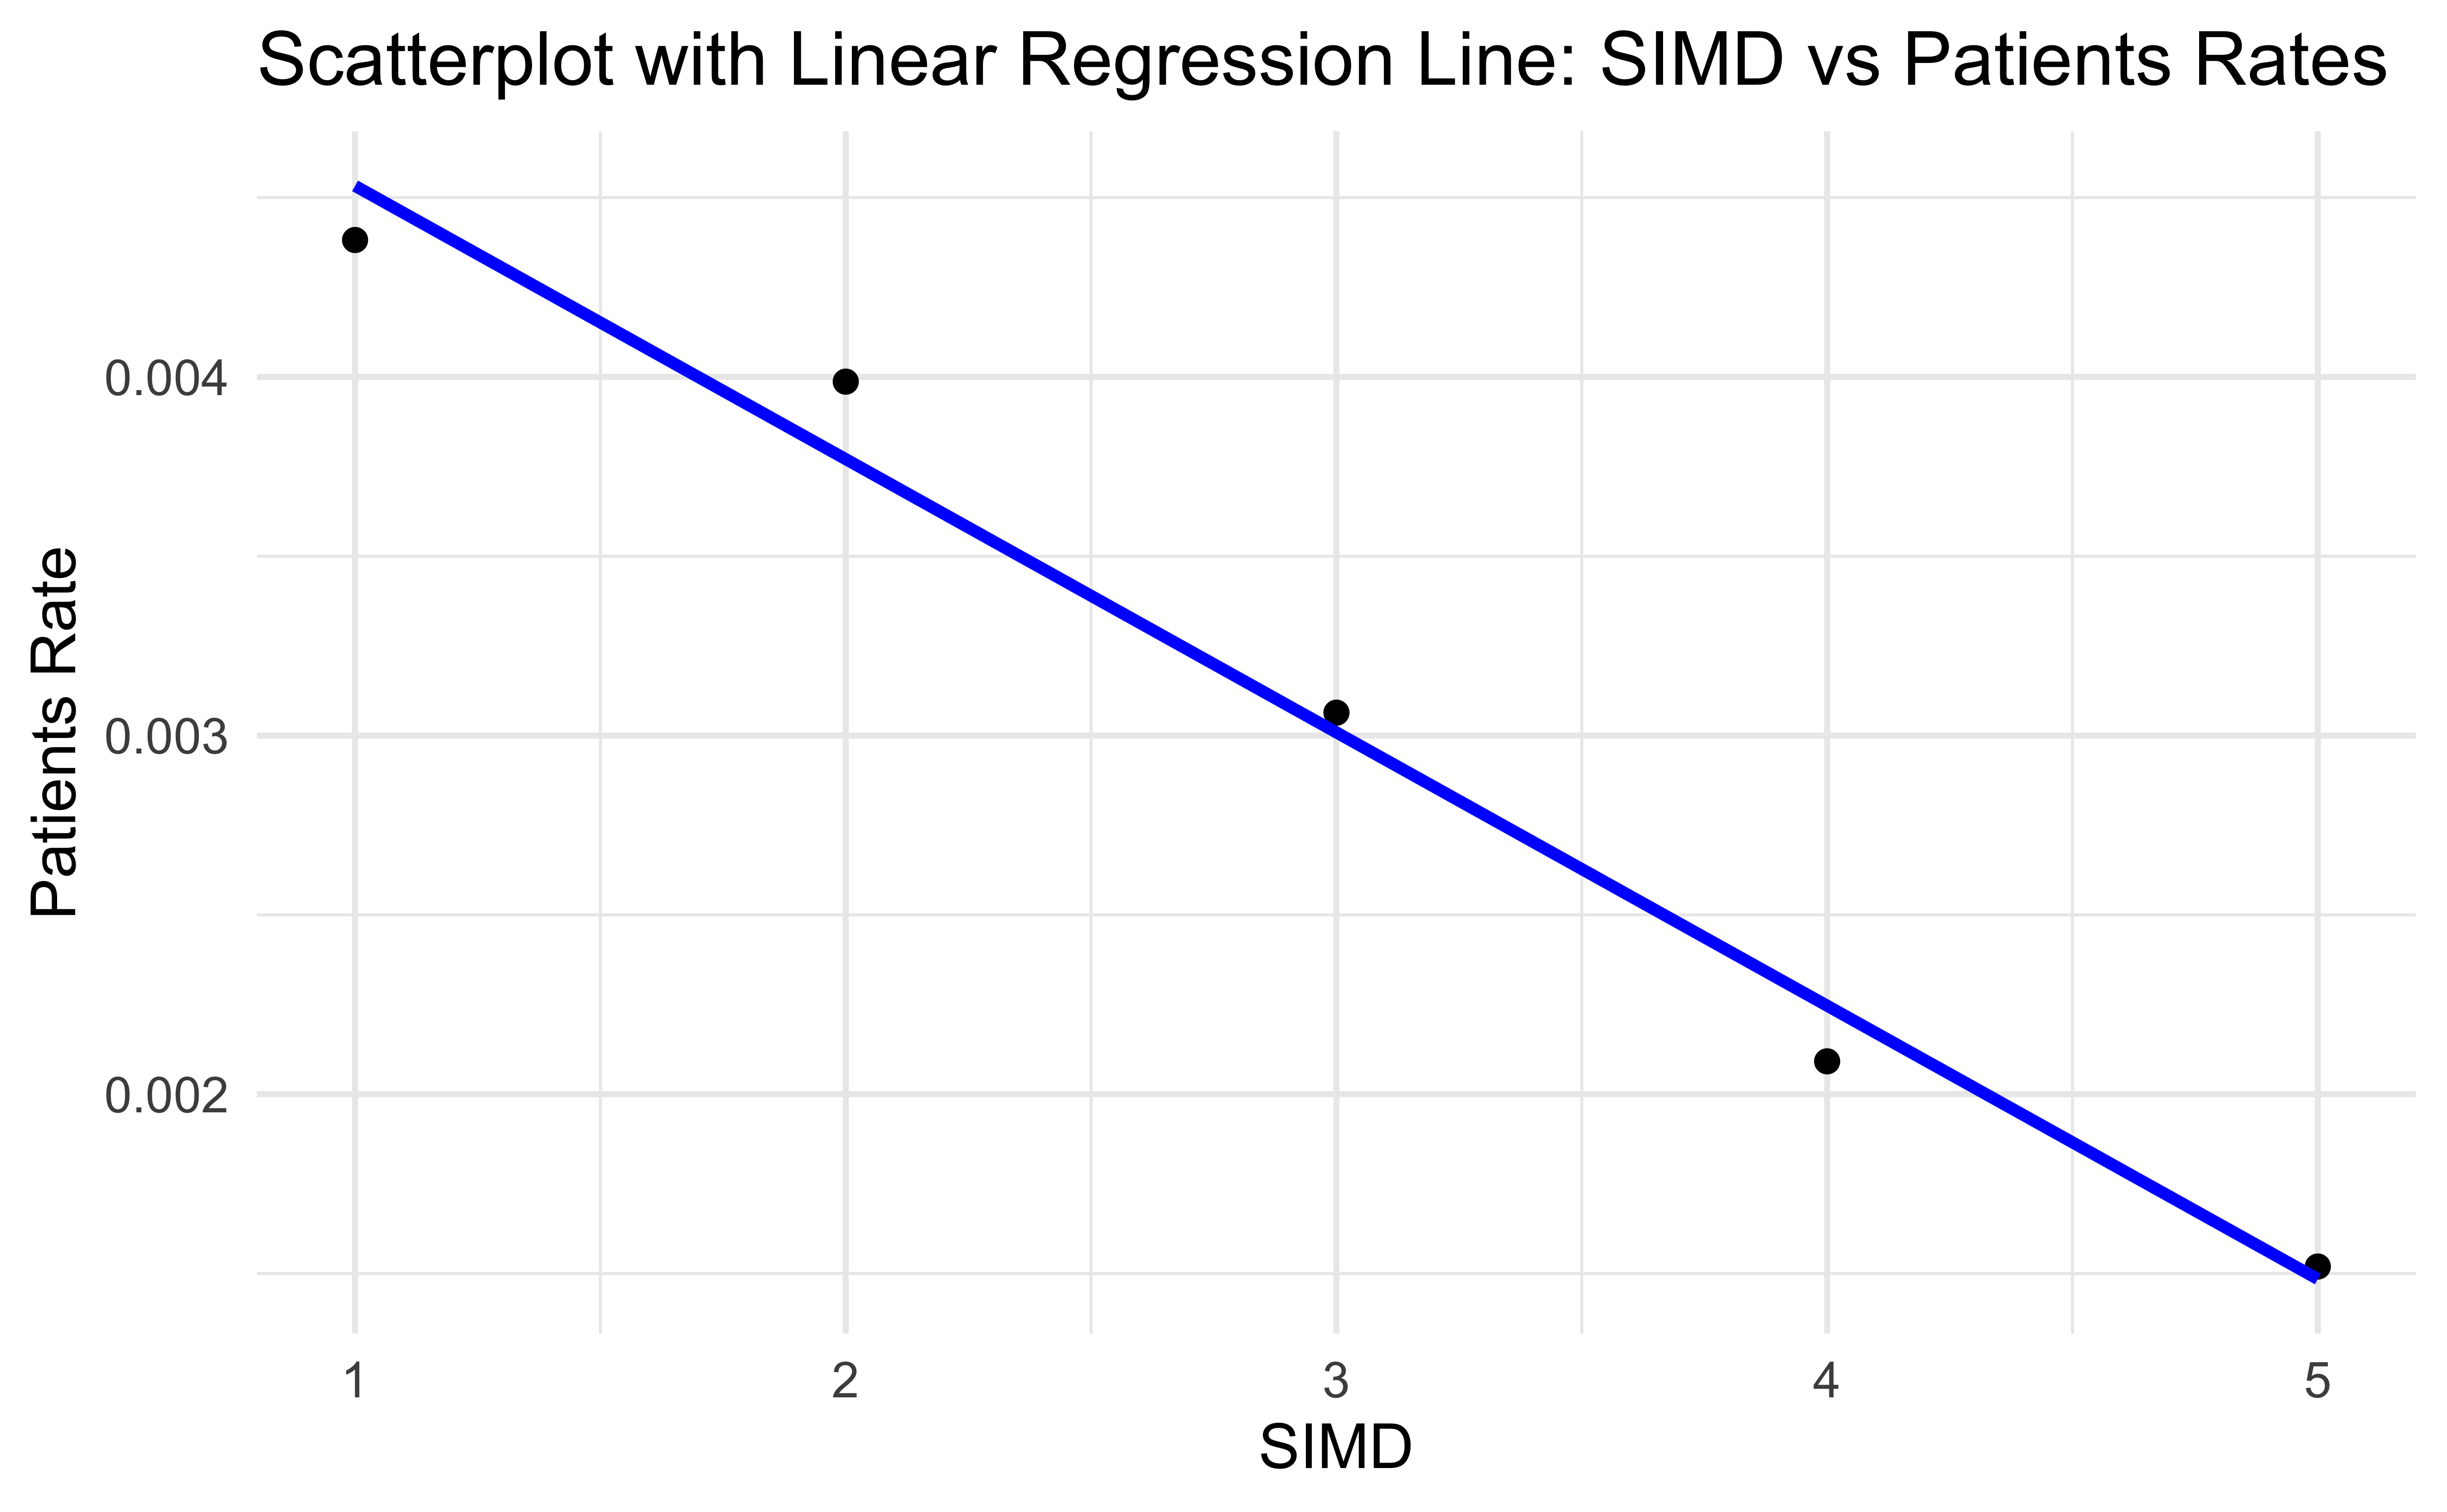 Scatterplot with Linear Regression Line: SIMD vs Patients Rates
Patients Rate
0.004
0.003
0.002
1 2 3 4 5
SIMD